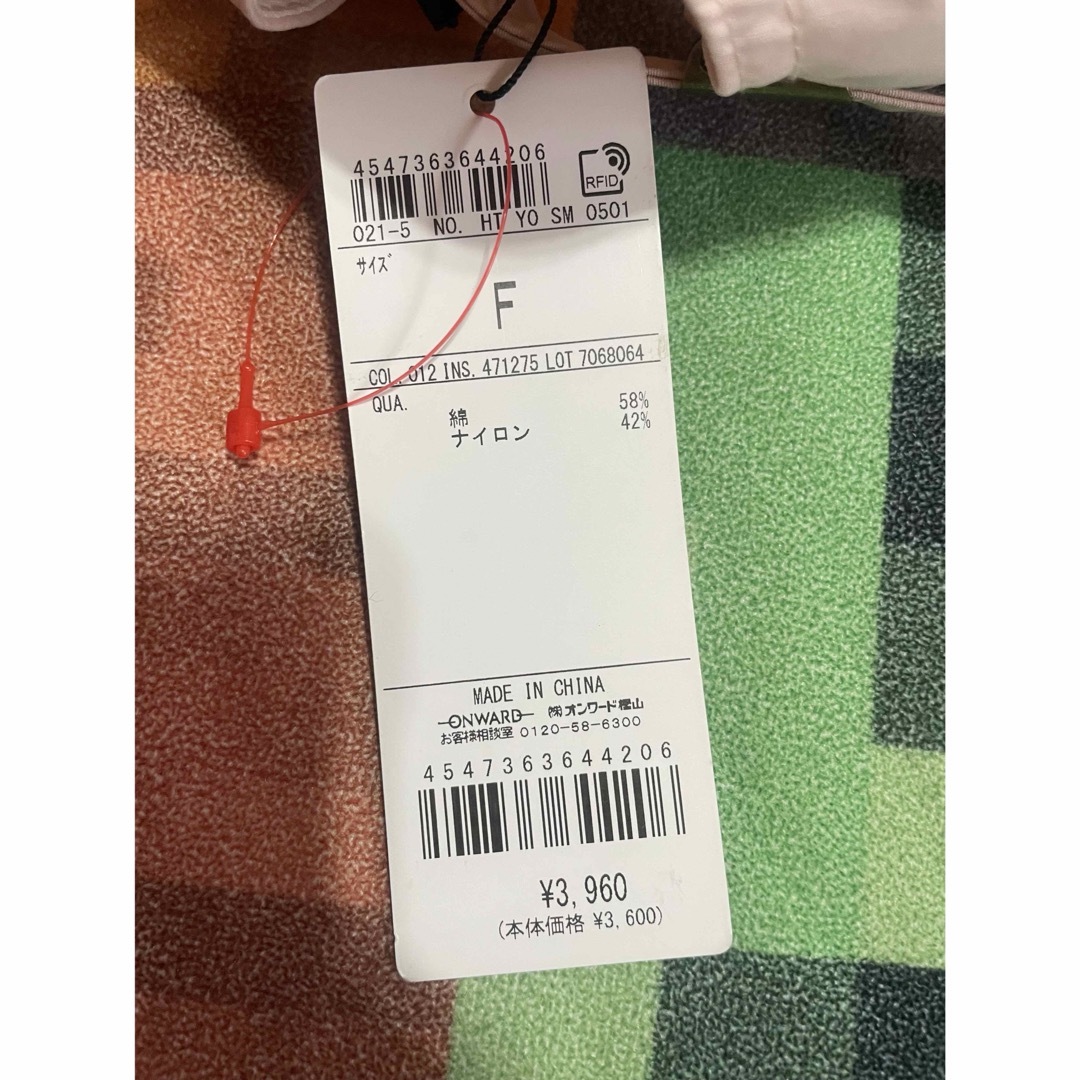 4547363644206
RFID
021-5 NO. HT YO SM 0501
サイズ
F
COL. 012 INS. 471275 LOT 7068064
QUA. 綿 58%
ナイロン 42%
MADE IN CHINA
ONWARD ㈱オンワード樫山
お客様相談室 0120-58-6300
4547363644206
¥3,960
(本体価格 ¥3,600)